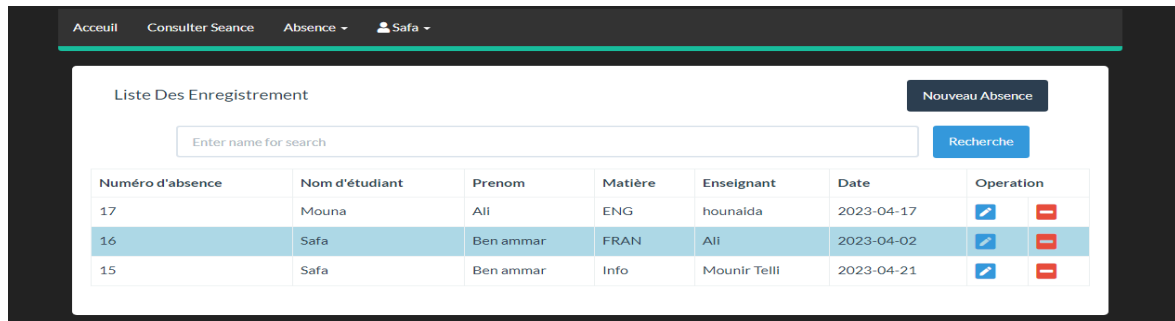 Acceuil Consulter Seance Absence Safa
Liste Des Enregistrement Nouveau Absence
Enter name for search Recherche
Numéro d'absence Nom d'étudiant Prenom Matière Enseignant Date Operation
17 Mouna Ali ENG hounaida 2023-04-17
16 Safa Ben ammar FRAN Ali 2023-04-02
15 Safa Ben ammar Info Mounir Telli 2023-04-21